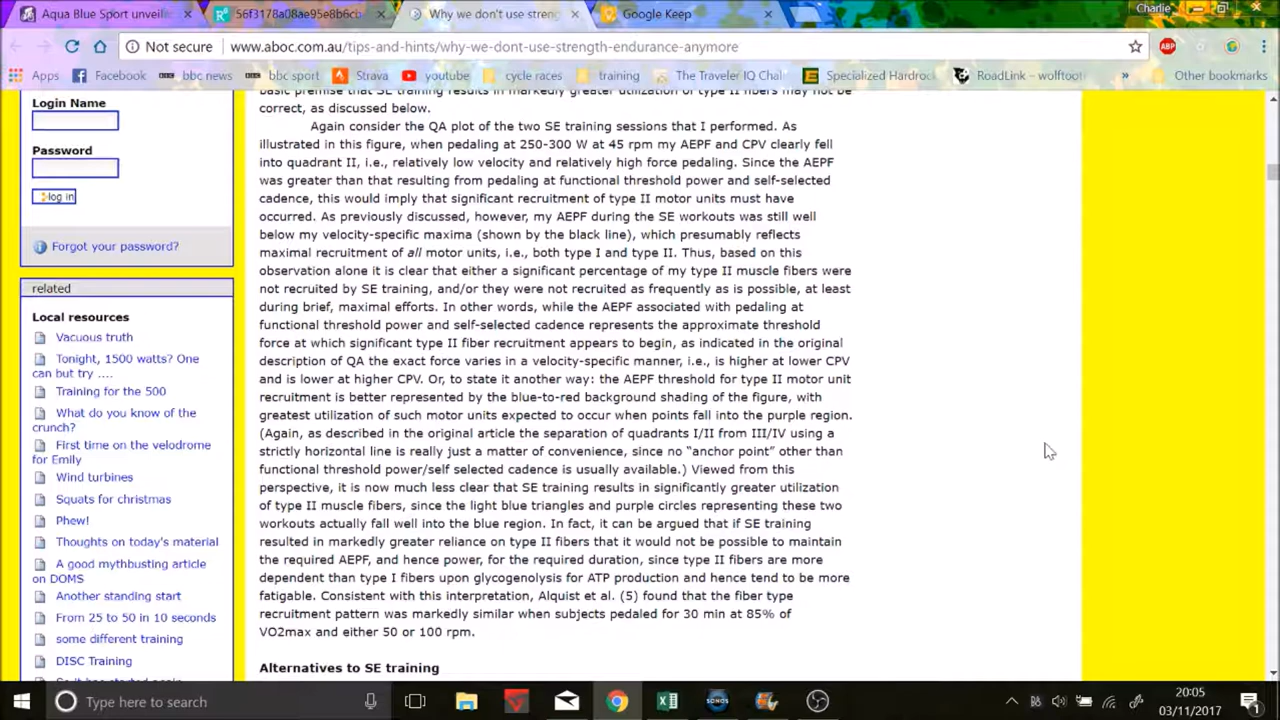 Aqua Blue Sport unveil
56f3178a08ae95e8b6cb
Why we don't use stren
Google Keep
Charlie
Not secure
www.aboc.com.au/tips-and-hints/why-we-dont-use-strength-endurance-anymore
ABP
Apps
Facebook
bbc news
bbc sport
Strava
youtube
cycle races
training
The Traveler IQ Chal
Specialized Hardroc
RoadLink – wolftoot
»
Other bookmarks
Login Name
Password
log in
Forgot your password?
related
Local resources
Vacuous truth
Tonight, 1500 watts? One
can but try ....
Training for the 500
What do you know of the
crunch?
First time on the velodrome
for Emily
Wind turbines
Squats for christmas
Phew!
Thoughts on today's material
A good mythbusting article
on DOMS
Another standing start
From 25 to 50 in 10 seconds
some different training
DISC Training
So it has started again
basic premise that SE training results in markedly greater utilization of type II fibers may not be
correct, as discussed below.
Again consider the QA plot of the two SE training sessions that I performed. As
illustrated in this figure, when pedaling at 250-300 W at 45 rpm my AEPF and CPV clearly fell
into quadrant II, i.e., relatively low velocity and relatively high force pedaling. Since the AEPF
was greater than that resulting from pedaling at functional threshold power and self-selected
cadence, this would imply that significant recruitment of type II motor units must have
occurred. As previously discussed, however, my AEPF during the SE workouts was still well
below my velocity-specific maxima (shown by the black line), which presumably reflects
maximal recruitment of all motor units, i.e., both type I and type II. Thus, based on this
observation alone it is clear that either a significant percentage of my type II muscle fibers were
not recruited by SE training, and/or they were not recruited as frequently as is possible, at least
during brief, maximal efforts. In other words, while the AEPF associated with pedaling at
functional threshold power and self-selected cadence represents the approximate threshold
force at which significant type II fiber recruitment appears to begin, as indicated in the original
description of QA the exact force varies in a velocity-specific manner, i.e., is higher at lower CPV
and is lower at higher CPV. Or, to state it another way: the AEPF threshold for type II motor unit
recruitment is better represented by the blue-to-red background shading of the figure, with
greatest utilization of such motor units expected to occur when points fall into the purple region.
(Again, as described in the original article the separation of quadrants I/II from III/IV using a
strictly horizontal line is really just a matter of convenience, since no “anchor point” other than
functional threshold power/self selected cadence is usually available.) Viewed from this
perspective, it is now much less clear that SE training results in significantly greater utilization
of type II muscle fibers, since the light blue triangles and purple circles representing these two
workouts actually fall well into the blue region. In fact, it can be argued that if SE training
resulted in markedly greater reliance on type II fibers that it would not be possible to maintain
the required AEPF, and hence power, for the required duration, since type II fibers are more
dependent than type I fibers upon glycogenolysis for ATP production and hence tend to be more
fatigable. Consistent with this interpretation, Alquist et al. (5) found that the fiber type
recruitment pattern was markedly similar when subjects pedaled for 30 min at 85% of
VO2max and either 50 or 100 rpm.
Alternatives to SE training
Type here to search
SONOS
20:05
03/11/2017
1